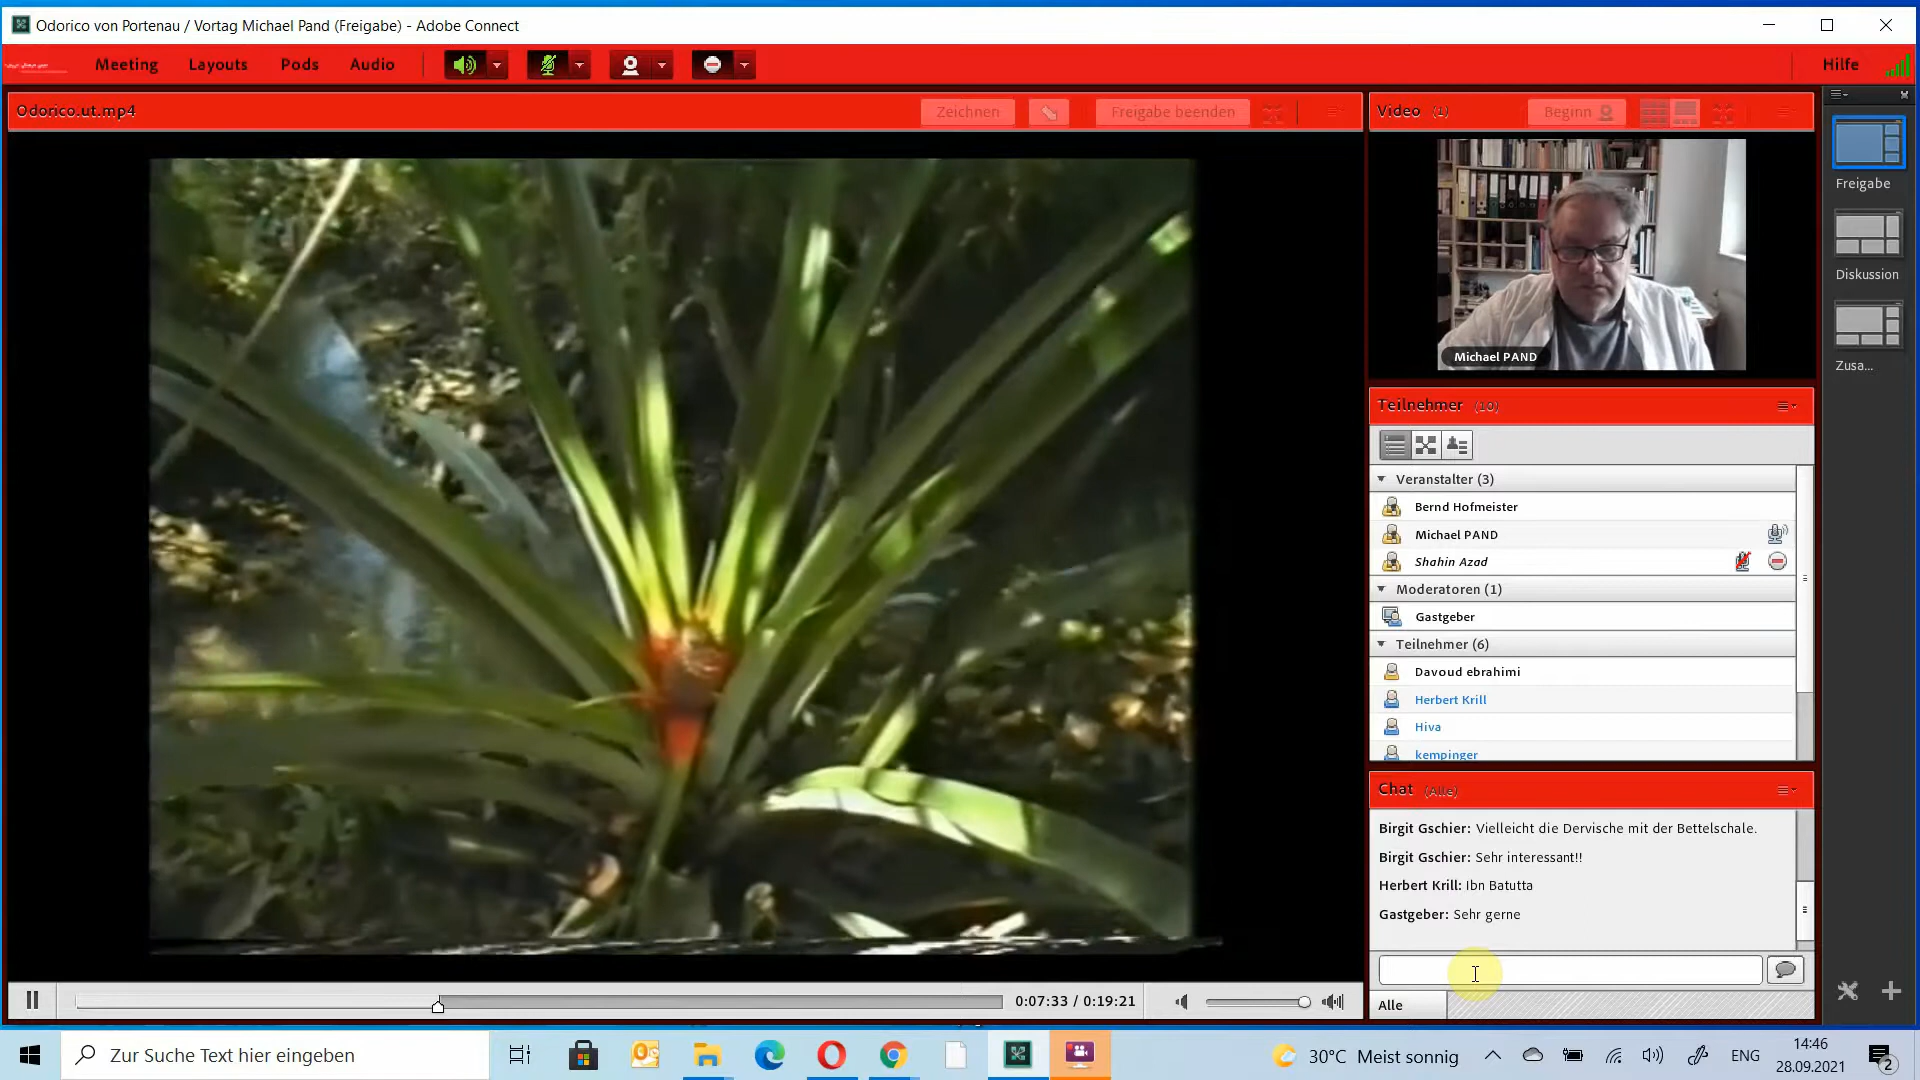 Odorico von Portenau / Vortag Michael Pand (Freigabe) - Adobe Connect
Meeting Layouts Pods Audio Hilfe
Odorico.ut.mp4 Zeichnen Freigabe beenden
Video (1) Beginn
Michael PAND
Freigabe
Diskussion
Zusa...
Teilnehmer (10)
Veranstalter (3)
Bernd Hofmeister
Michael PAND
Shahin Azad
Moderatoren (1)
Gastgeber
Teilnehmer (6)
Davoud ebrahimi
Herbert Krill
Hiva
kempinger
Chat (Alle)
Birgit Gschier: Vielleicht die Dervische mit der Bettelschale.
Birgit Gschier: Sehr interessant!!
Herbert Krill: Ibn Batutta
Gastgeber: Sehr gerne
Alle
0:07:33 / 0:19:21
Zur Suche Text hier eingeben
30°C Meist sonnig
ENG
14:46
28.09.2021
2